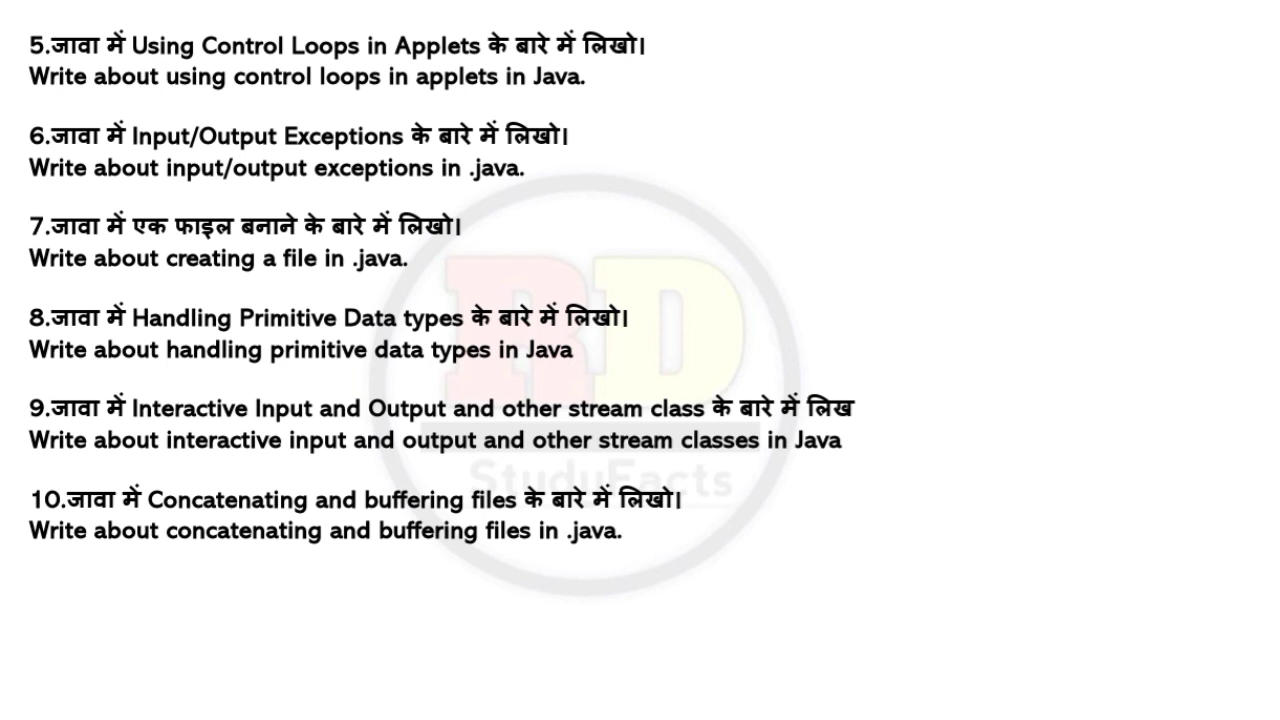 5.जावा में Using Control Loops in Applets के बारे में लिखो।
Write about using control loops in applets in Java.
6.जावा में Input/Output Exceptions के बारे में लिखो।
Write about input/output exceptions in .java.
7.जावा में एक फाइल बनाने के बारे में लिखो।
Write about creating a file in .java.
8.जावा में Handling Primitive Data types के बारे में लिखो।
Write about handling primitive data types in Java
9.जावा में Interactive Input and Output and other stream class के बारे में लिख
Write about interactive input and output and other stream classes in Java
10.जावा में Concatenating and buffering files के बारे में लिखो।
Write about concatenating and buffering files in .java.
RD
StudyFacts